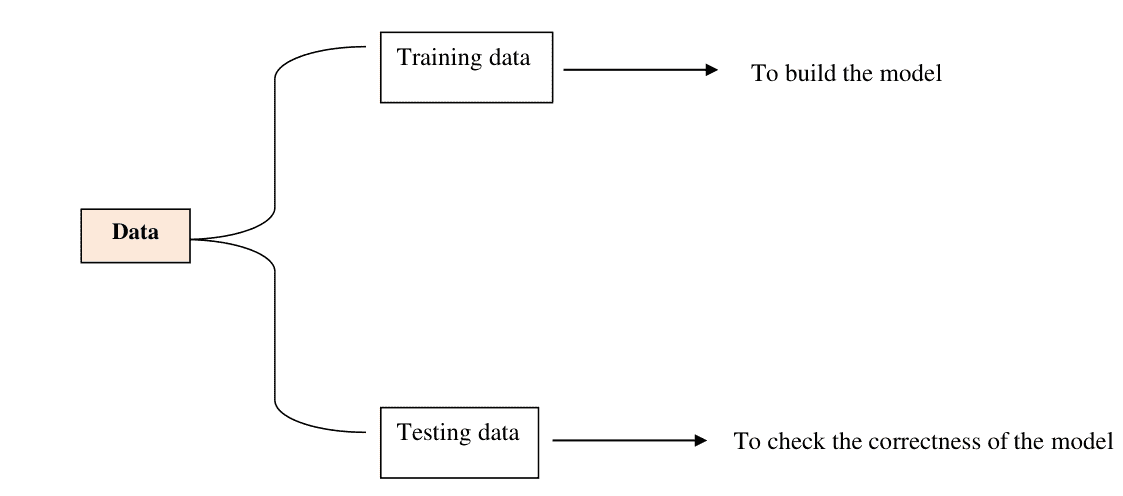 Training data
To build the model
Data
Testing data
To check the correctness of the model